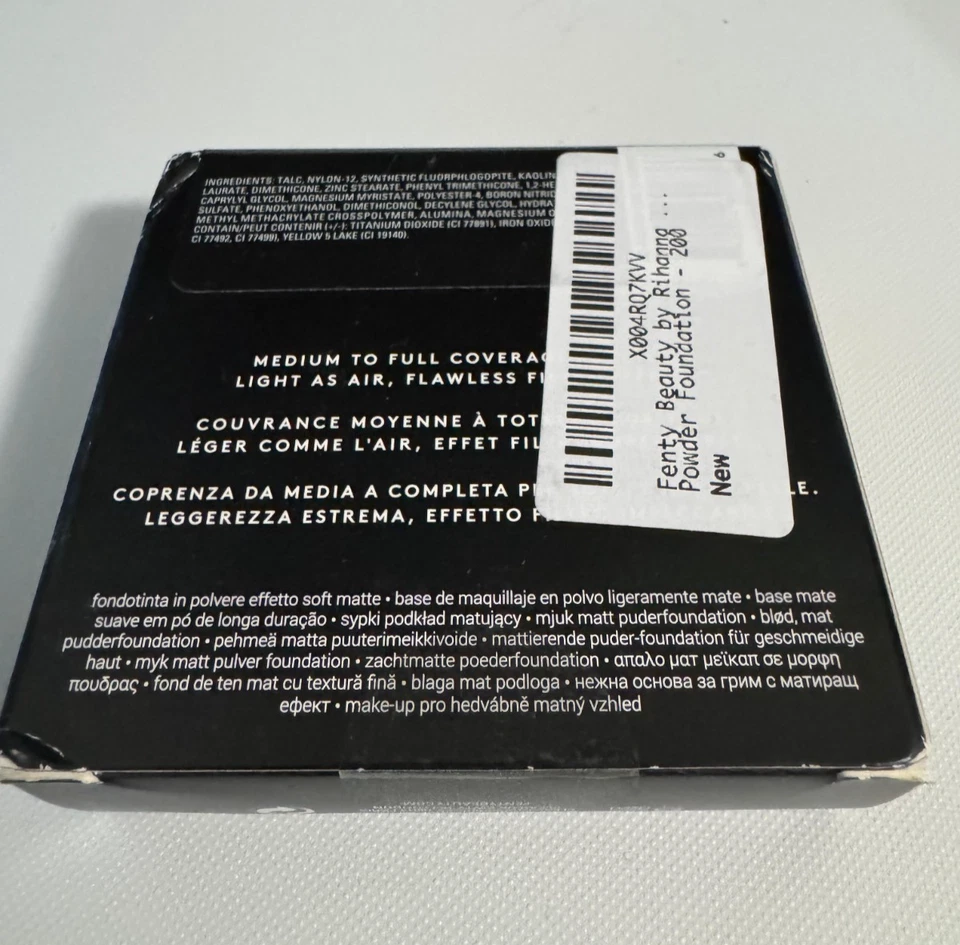 INGREDIENTS: TALC, NYLON-12, SYNTHETIC FLUORPHLOGOPITE, KAOLIN
LAURATE, DIMETHICONE, ZINC STEARATE, PHENYL TRIMETHICONE, 1,2-HE
CAPRYLYL GLYCOL, MAGNESIUM MYRISTATE, POLYESTER-4, BORON NITRID
SULFATE, PHENOXYETHANOL, DIMETHICONOL, DECYLENE GLYCOL, HYDRA
METHYL METHACRYLATE CROSSPOLYMER, ALUMINA, MAGNESIUM O
CONTAIN/PEUT CONTENIR (+/-): TITANIUM DIOXIDE (CI 77891), IRON OXIDE
CI 77492, CI 77499), YELLOW 5 LAKE (CI 19140).
MEDIUM TO FULL COVERAG
LIGHT AS AIR, FLAWLESS FI
COUVRANCE MOYENNE À TOT
LÉGER COMME L'AIR, EFFET FIL
COPRENZA DA MEDIA A COMPLETA P LE.
LEGGEREZZA ESTREMA, EFFETTO F
X004RQ7KVV
Fenty Beauty by Rihanna ...
Powder Foundation - 200
New
6
fondotinta in polvere effetto soft matte • base de maquillaje en polvo ligeramente mate • base mate
suave em pó de longa duração • sypki podkład matujący • mjuk matt puderfoundation • blød, mat
pudderfoundation • pehmeä matta puuterimeikkivoide • mattierende puder-foundation für geschmeidige
haut • myk matt pulver foundation • zachtmatte poederfoundation • απαλο ματ μεϊκαπ σε μορφη
πουδρας • fond de ten mat cu textură fină • blaga mat podloga • нежна основа за грим с матиращ
ефект • make-up pro hedvábně matný vzhled